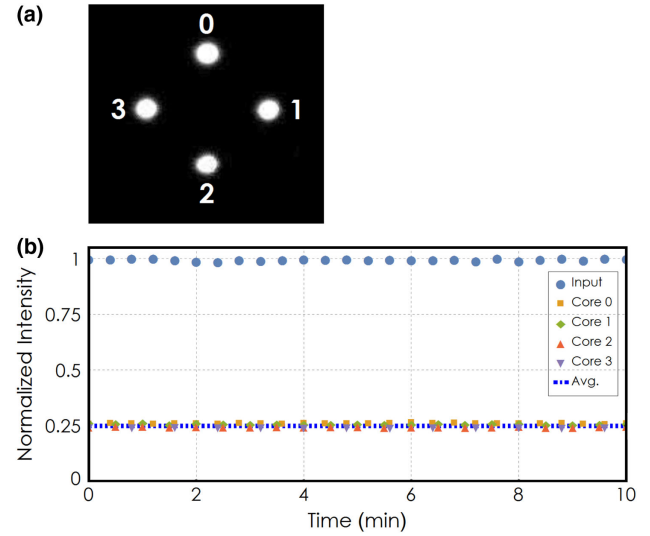 (a)
0
3
1
2
(b)
1
0.75
0.5
0.25
0
Normalized Intensity
Input
Core 0
Core 1
Core 2
Core 3
Avg.
0
2
4
6
8
10
Time (min)